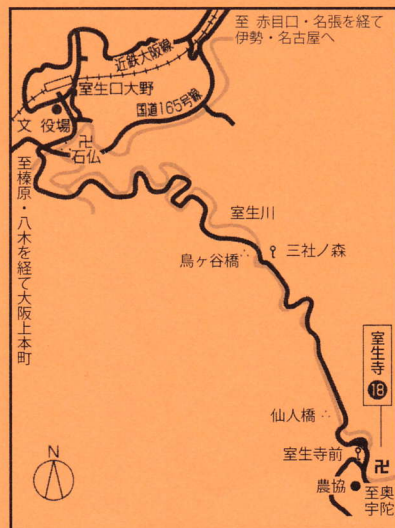 至 赤目口・名張を経て
伊勢・名古屋へ
近鉄大阪線
室生口大野
国道165号線
文 役場
卍
石仏
至榛原・八木を経て大阪上本町
室生川
三社ノ森
鳥ヶ谷橋
室生寺
18
仙人橋
N
室生寺前
卍
農協
至奥
宇陀